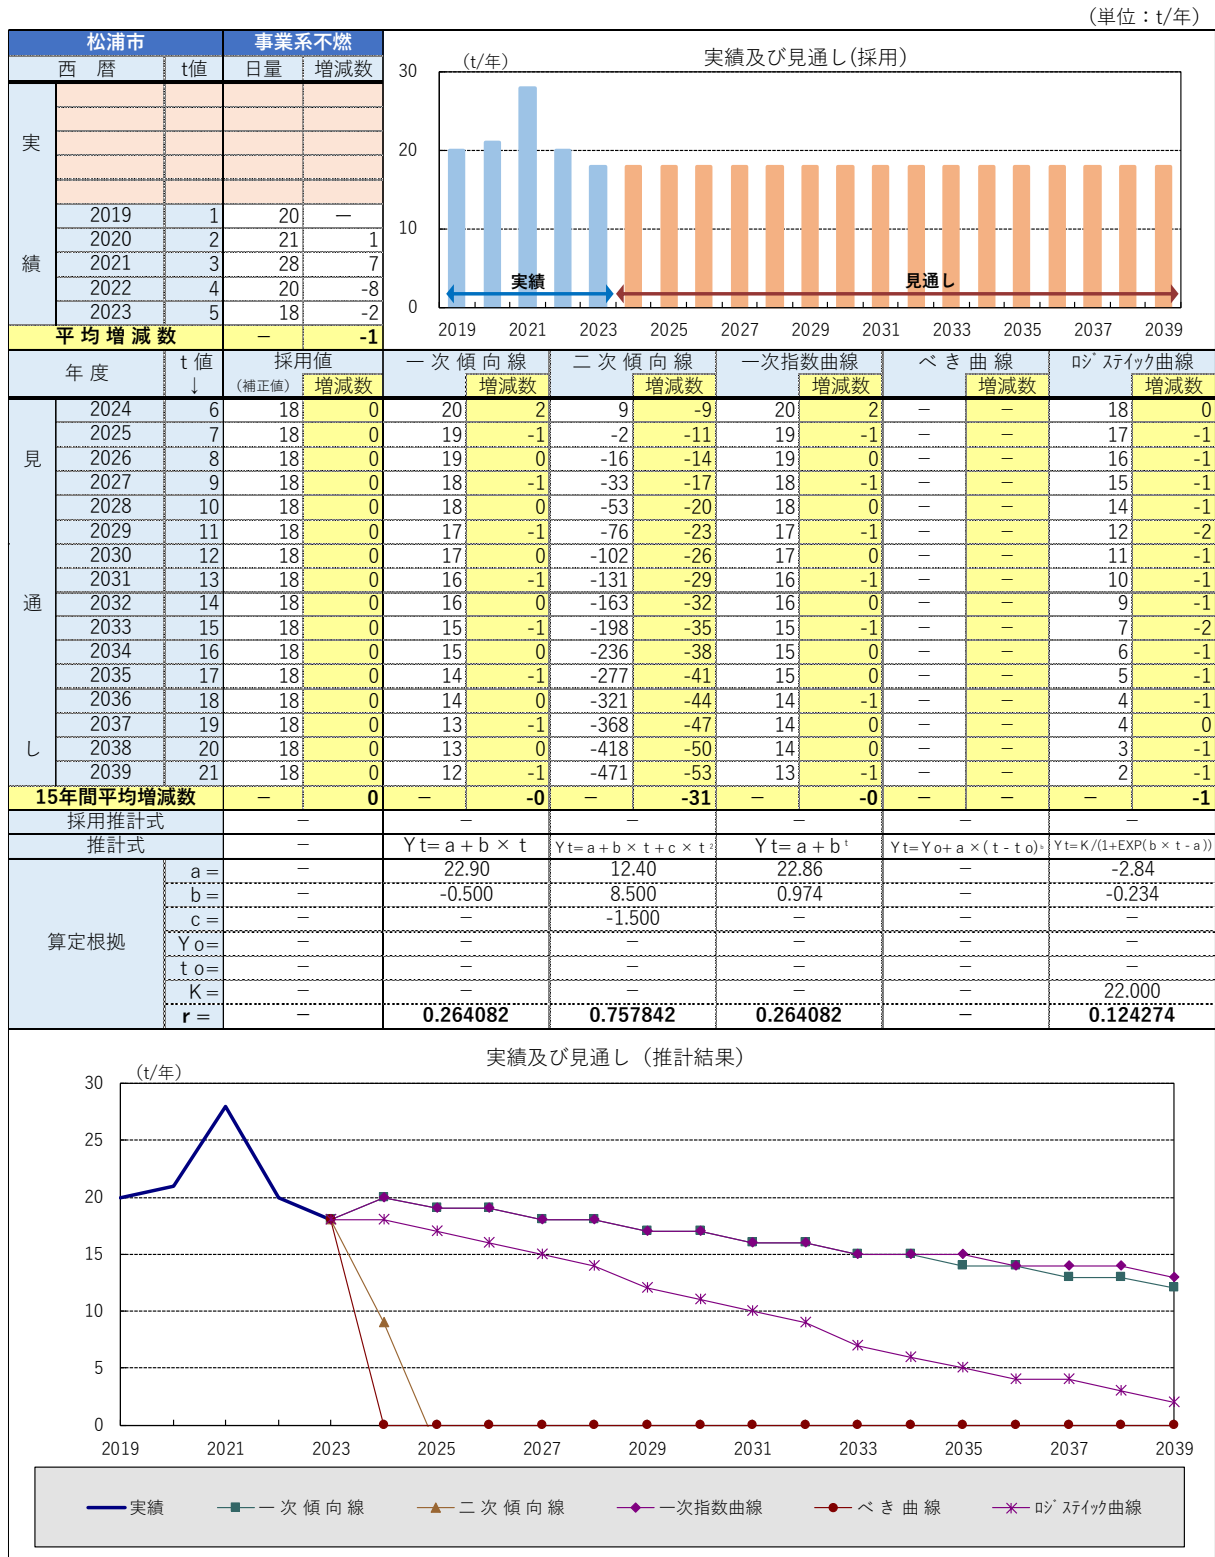 （単位：t/年）
松浦市 事業系不燃
西　暦 t値 日量 増減数
実
績
2019 1 20 －
2020 2 21 1
2021 3 28 7
2022 4 20 -8
2023 5 18 -2
平 均 増 減 数 － -1
実績及び見通し(採用)
(t/年)
30
20
10
0
実績 見通し
2019 2021 2023 2025 2027 2029 2031 2033 2035 2037 2039
年 度 t 値 ↓ 採用値 (補正値) 増減数 一 次 傾 向 線 増減数 二 次 傾 向 線 増減数 一次指数曲線 増減数 べ き 曲 線 増減数 ﾛｼﾞｽﾃｲｯｸ曲線 増減数
見
通
し
2024 6 18 0 20 2 9 -9 20 2 － － 18 0
2025 7 18 0 19 -1 -2 -11 19 -1 － － 17 -1
2026 8 18 0 19 0 -16 -14 19 0 － － 16 -1
2027 9 18 0 18 -1 -33 -17 18 -1 － － 15 -1
2028 10 18 0 18 0 -53 -20 18 0 － － 14 -1
2029 11 18 0 17 -1 -76 -23 17 -1 － － 12 -2
2030 12 18 0 17 0 -102 -26 17 0 － － 11 -1
2031 13 18 0 16 -1 -131 -29 16 -1 － － 10 -1
2032 14 18 0 16 0 -163 -32 16 0 － － 9 -1
2033 15 18 0 15 -1 -198 -35 15 -1 － － 7 -2
2034 16 18 0 15 0 -236 -38 15 0 － － 6 -1
2035 17 18 0 14 -1 -277 -41 15 0 － － 5 -1
2036 18 18 0 14 0 -321 -44 14 -1 － － 4 -1
2037 19 18 0 13 -1 -368 -47 14 0 － － 4 0
2038 20 18 0 13 0 -418 -50 14 0 － － 3 -1
2039 21 18 0 12 -1 -471 -53 13 -1 － － 2 -1
15年間平均増減数 － 0 － -0 － -31 － -0 － － － -1
採用推計式 － － － － － －
推計式 － Ｙt=ａ+ｂ×ｔ Ｙt=ａ+ｂ×ｔ+ｃ×ｔ² Ｙt=ａ+ｂᵗ Ｙt=Ｙo+ａ×(ｔ-ｔo)ᵇ Ｙt=Ｋ/(1+EXP(ｂ×ｔ-ａ))
算定根拠
ａ= － 22.90 12.40 22.86 － -2.84
ｂ= － -0.500 8.500 0.974 － -0.234
ｃ= － － -1.500 － － －
Ｙo= － － － － － －
ｔo= － － － － － －
Ｋ= － － － － － 22.000
ｒ= － 0.264082 0.757842 0.264082 － 0.124274
実績及び見通し（推計結果）
(t/年)
30
25
20
15
10
5
0
2019 2021 2023 2025 2027 2029 2031 2033 2035 2037 2039
実績 一 次 傾 向 線 二 次 傾 向 線 一次指数曲線 べ き 曲 線 ﾛｼﾞｽﾃｲｯｸ曲線